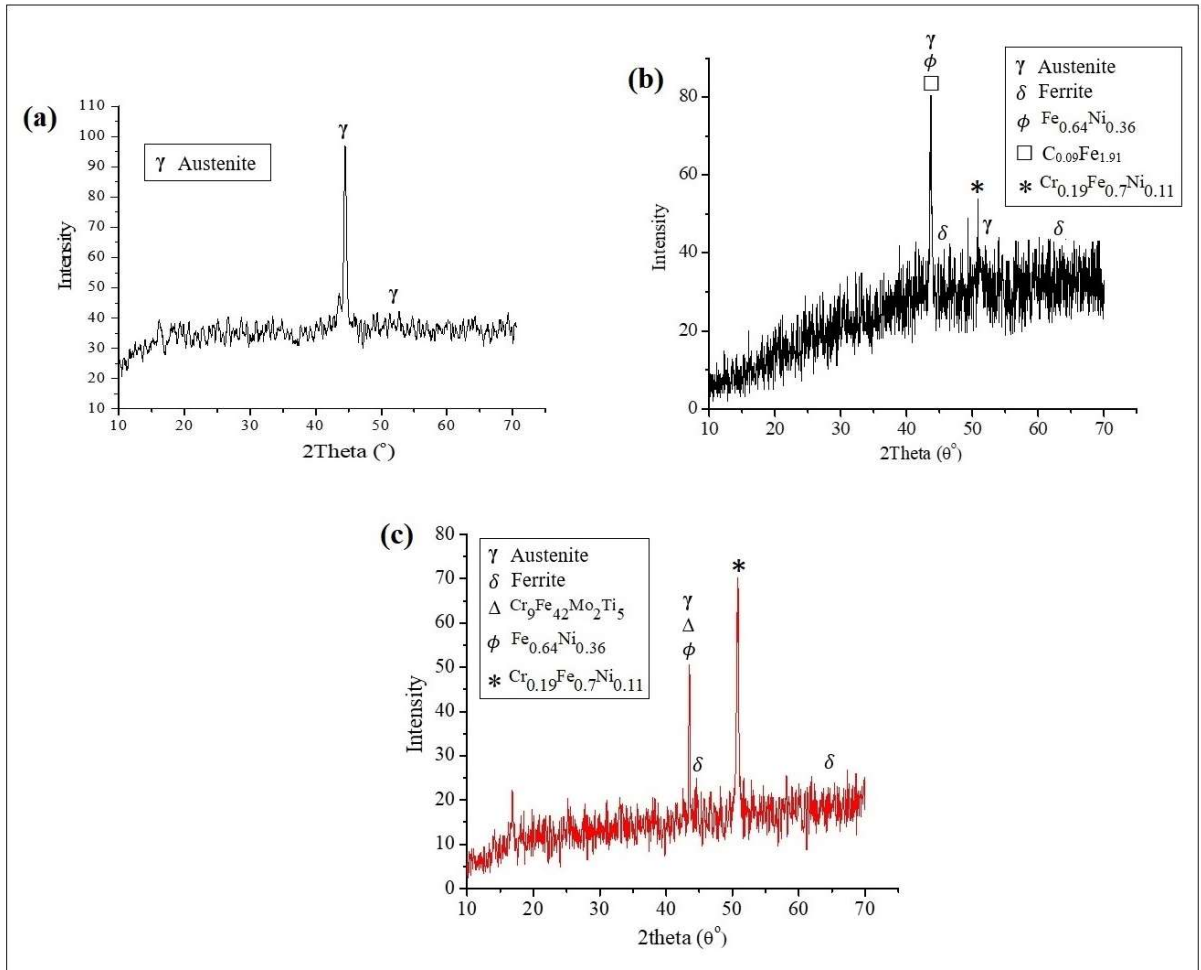 (a)
γ Austenite
γ
γ
Intensity
110
100
90
80
70
60
50
40
30
20
10
10 20 30 40 50 60 70
2Theta (°)
(b)
γ
ϕ
□
γ Austenite
δ Ferrite
ϕ Fe0.64Ni0.36
□ C0.09Fe1.91
* Cr0.19Fe0.7Ni0.11
δ
*
γ
δ
Intensity
80
60
40
20
0
10 20 30 40 50 60 70
2Theta (θ°)
(c)
γ Austenite
δ Ferrite
Δ Cr9Fe42Mo2Ti5
ϕ Fe0.64Ni0.36
* Cr0.19Fe0.7Ni0.11
γ
Δ
ϕ
δ
*
δ
Intensity
80
70
60
50
40
30
20
10
0
10 20 30 40 50 60 70
2theta (θ°)